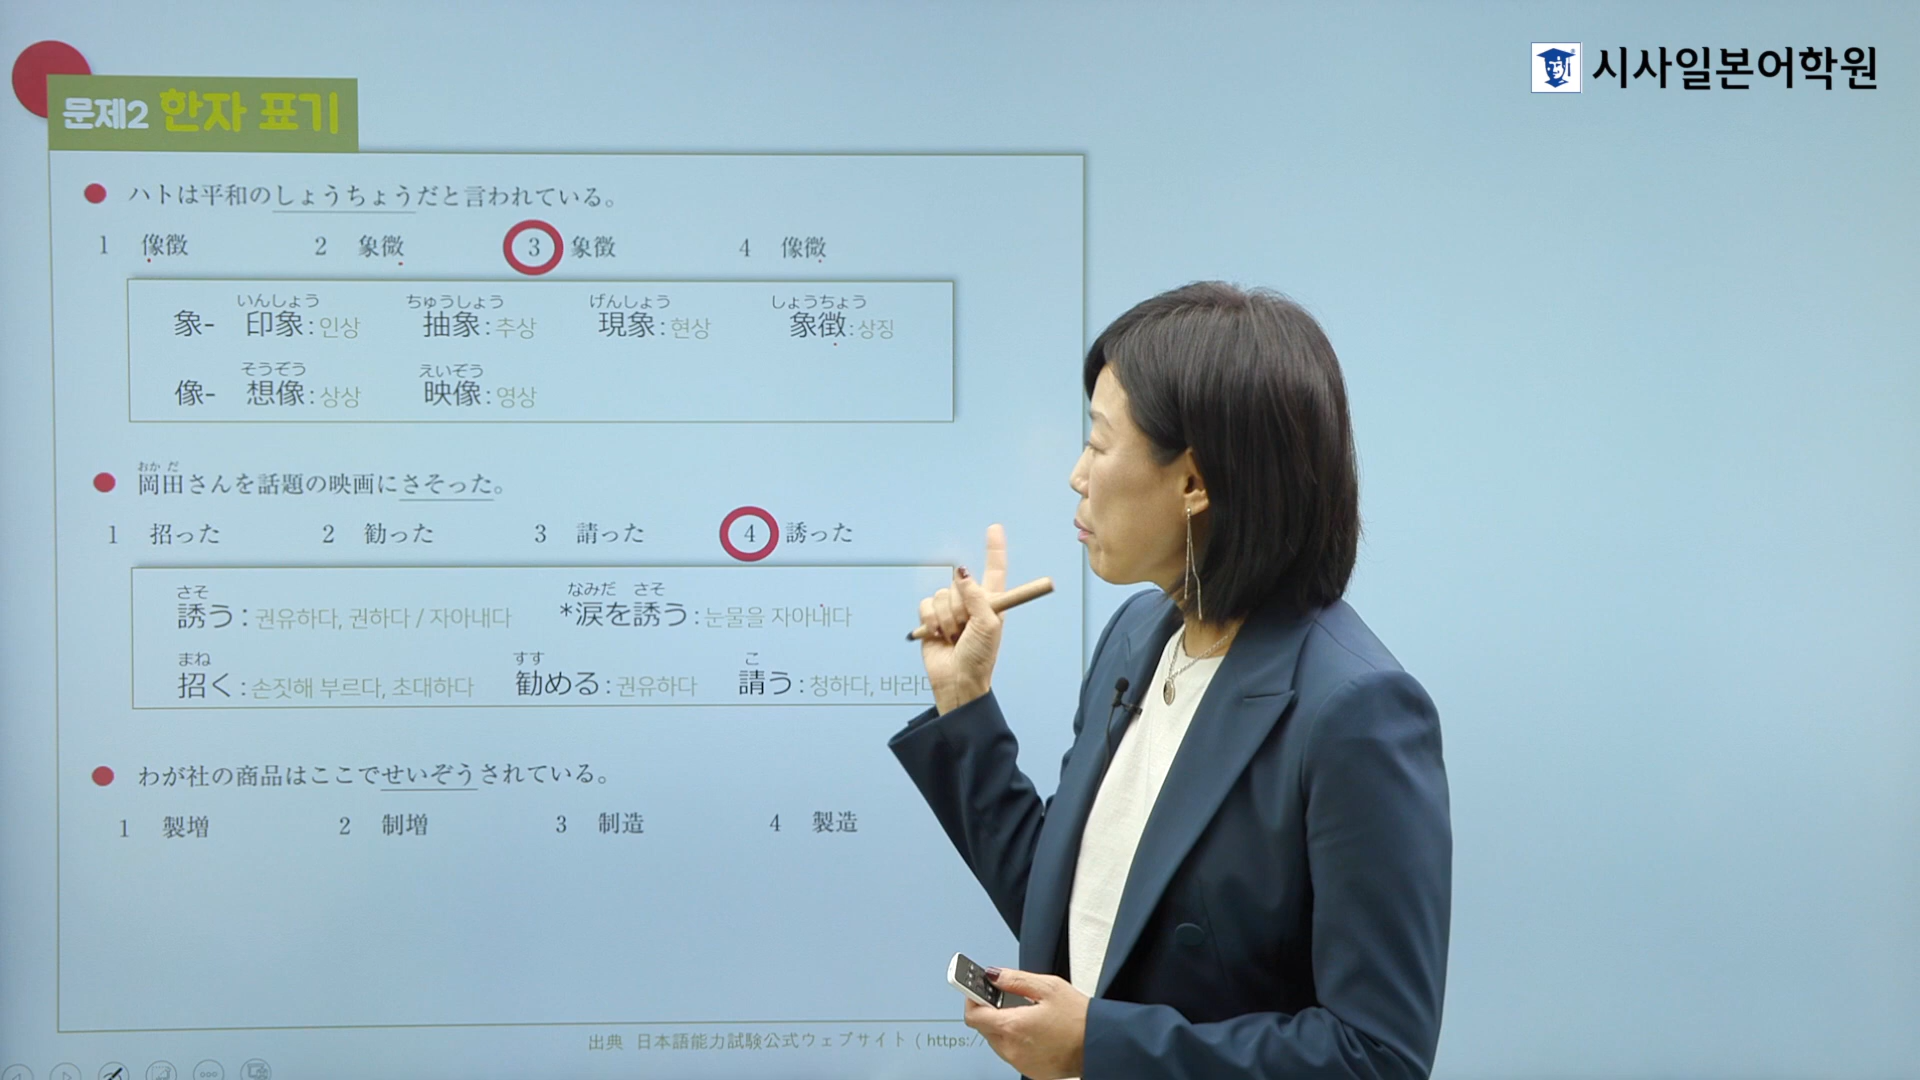 시사일본어학원
문제2 한자 표기
ハトは平和のしょうちょうだと言われている。
1 像徴 2 象微 3 象徴 4 像微
いんしょう ちゅうしょう げんしょう しょうちょう
象- 印象:인상 抽象:추상 現象:현상 象徴:상징
そうぞう えいぞう
像- 想像:상상 映像:영상
おか だ
岡田さんを話題の映画にさそった。
1 招った 2 勧った 3 請った 4 誘った
さそ なみだ さそ
誘う:권유하다, 권하다 / 자아내다 *涙を誘う:눈물을 자아내다
まね すす こ
招く:손짓해 부르다, 초대하다 勧める:권유하다 請う:청하다, 바라다
わが社の商品はここでせいぞうされている。
1 製増 2 制増 3 制造 4 製造
出典 日本語能力試験公式ウェブサイト ( https://